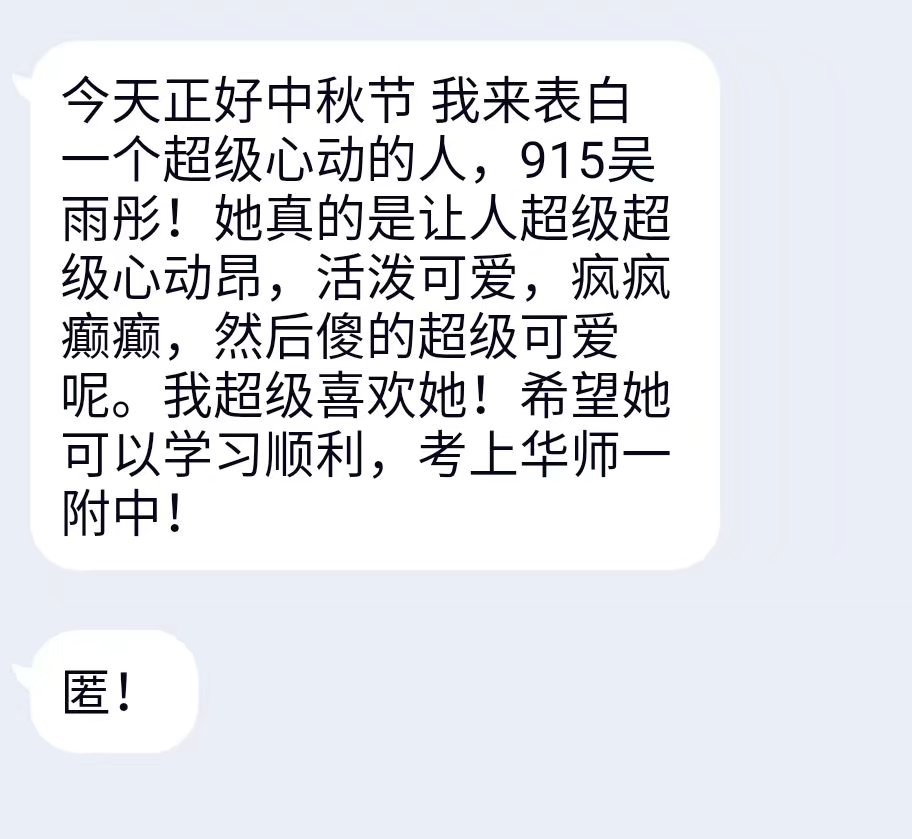 今天正好中秋节 我来表白
一个超级心动的人，915吴
雨彤！她真的是让人超级超
级心动昂，活泼可爱，疯疯
癫癫，然后傻的超级可爱
呢。我超级喜欢她！希望她
可以学习顺利，考上华师一
附中！
匿！